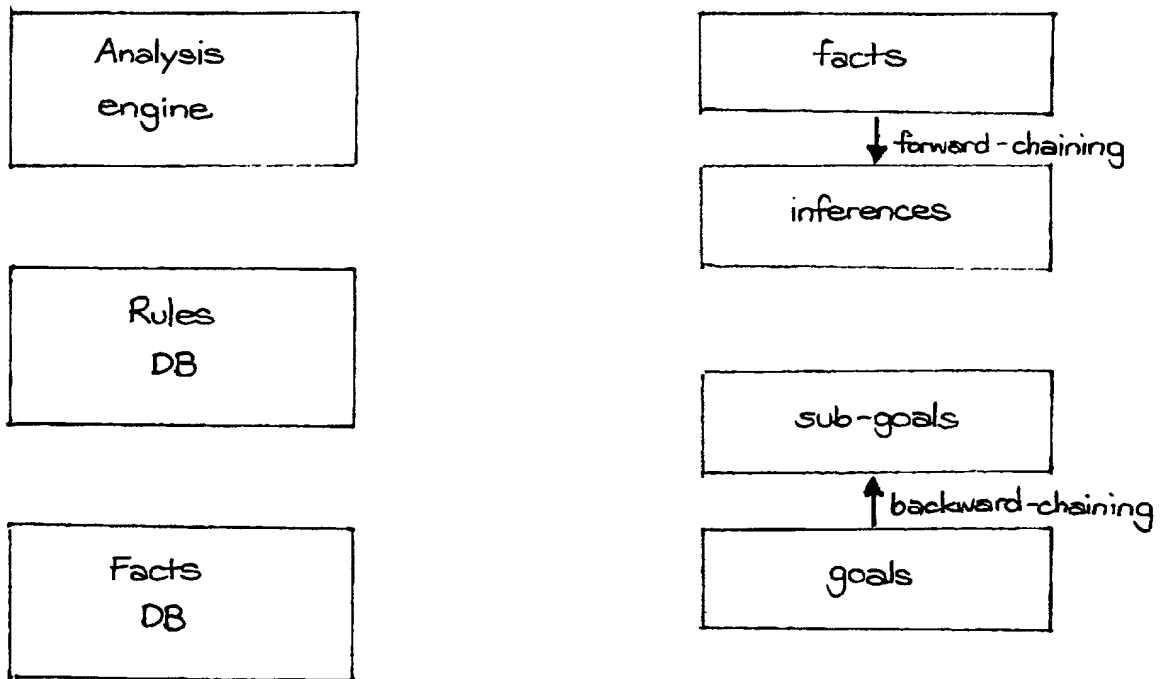 Analysis
engine
Rules
DB
Facts
DB
facts
forward-chaining
inferences
sub-goals
backward-chaining
goals